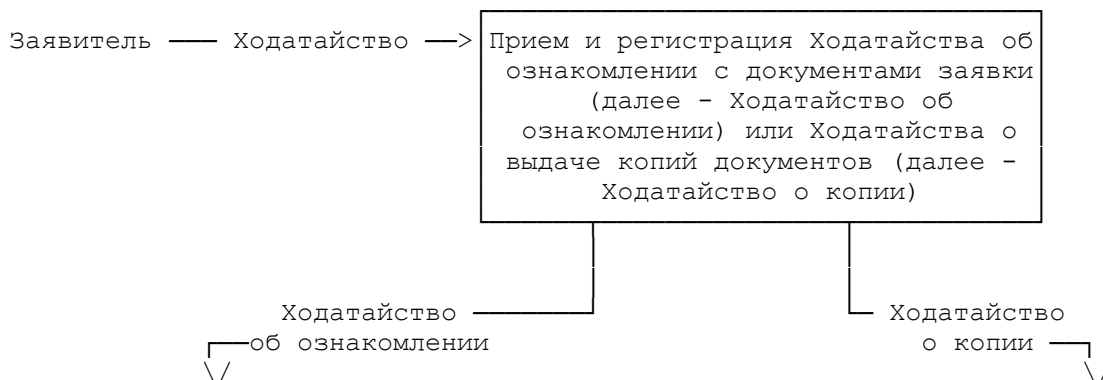 Заявитель ─── Ходатайство ──> Прием и регистрация Ходатайства об
ознакомлении с документами заявки
(далее - Ходатайство об
ознакомлении) или Ходатайства о
выдаче копий документов (далее -
Ходатайство о копии)
Ходатайство
об ознакомлении
Ходатайство
о копии